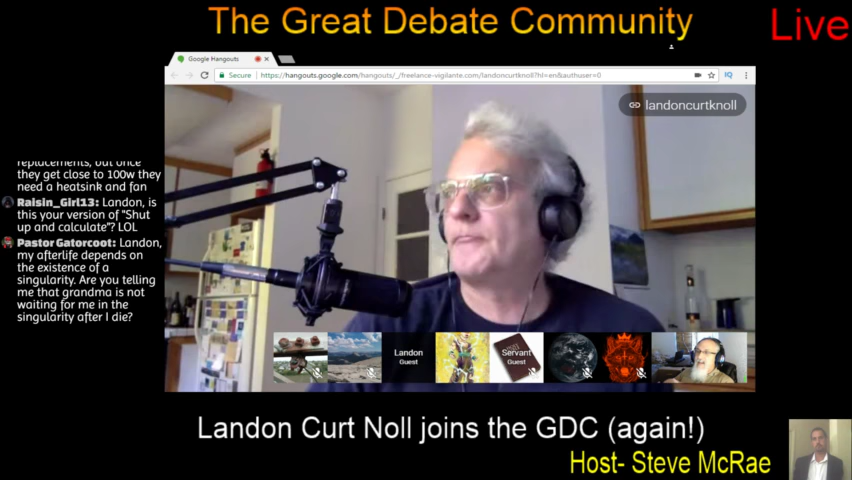 The Great Debate Community
Live
Google Hangouts
Secure
https://hangouts.google.com/hangouts/_/freelance-vigilante.com/landoncurtknoll?hl=en&authuser=0
IQ
landoncurtknoll
replacements, but once
they get close to 100w they
need a heatsink and fan
Raisin_Girl13: Landon, is
this your version of "Shut
up and calculate"? LOL
Pastor Gatorcoot: Landon,
my afterlife depends on
the existence of a
singularity. Are you telling
me that grandma is not
waiting for me in the
singularity after I die?
Landon
Guest
Servant
Guest
Landon Curt Noll joins the GDC (again!)
Host- Steve McRae